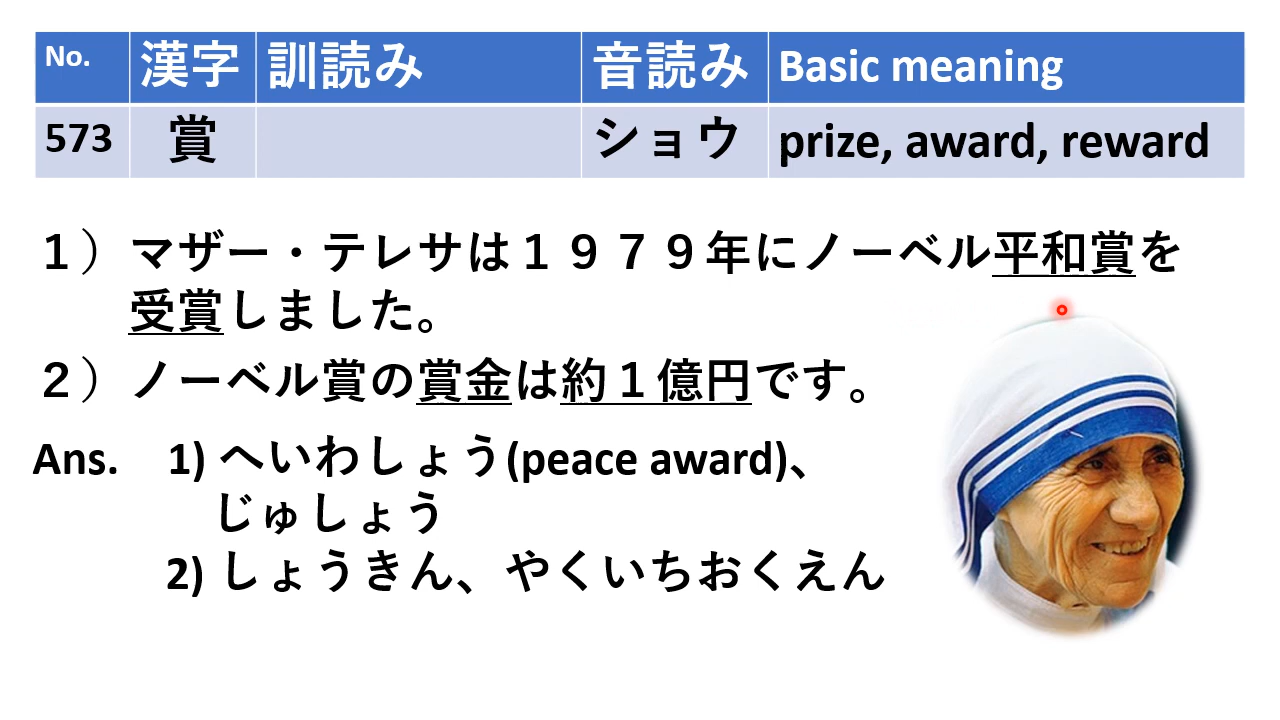 No. 漢字 訓読み 音読み Basic meaning
573 賞 ショウ prize, award, reward
１）マザー・テレサは１９７９年にノーベル平和賞を
受賞しました。
２）ノーベル賞の賞金は約１億円です。
Ans. 1) へいわしょう(peace award)、
じゅしょう
2) しょうきん、やくいちおくえん